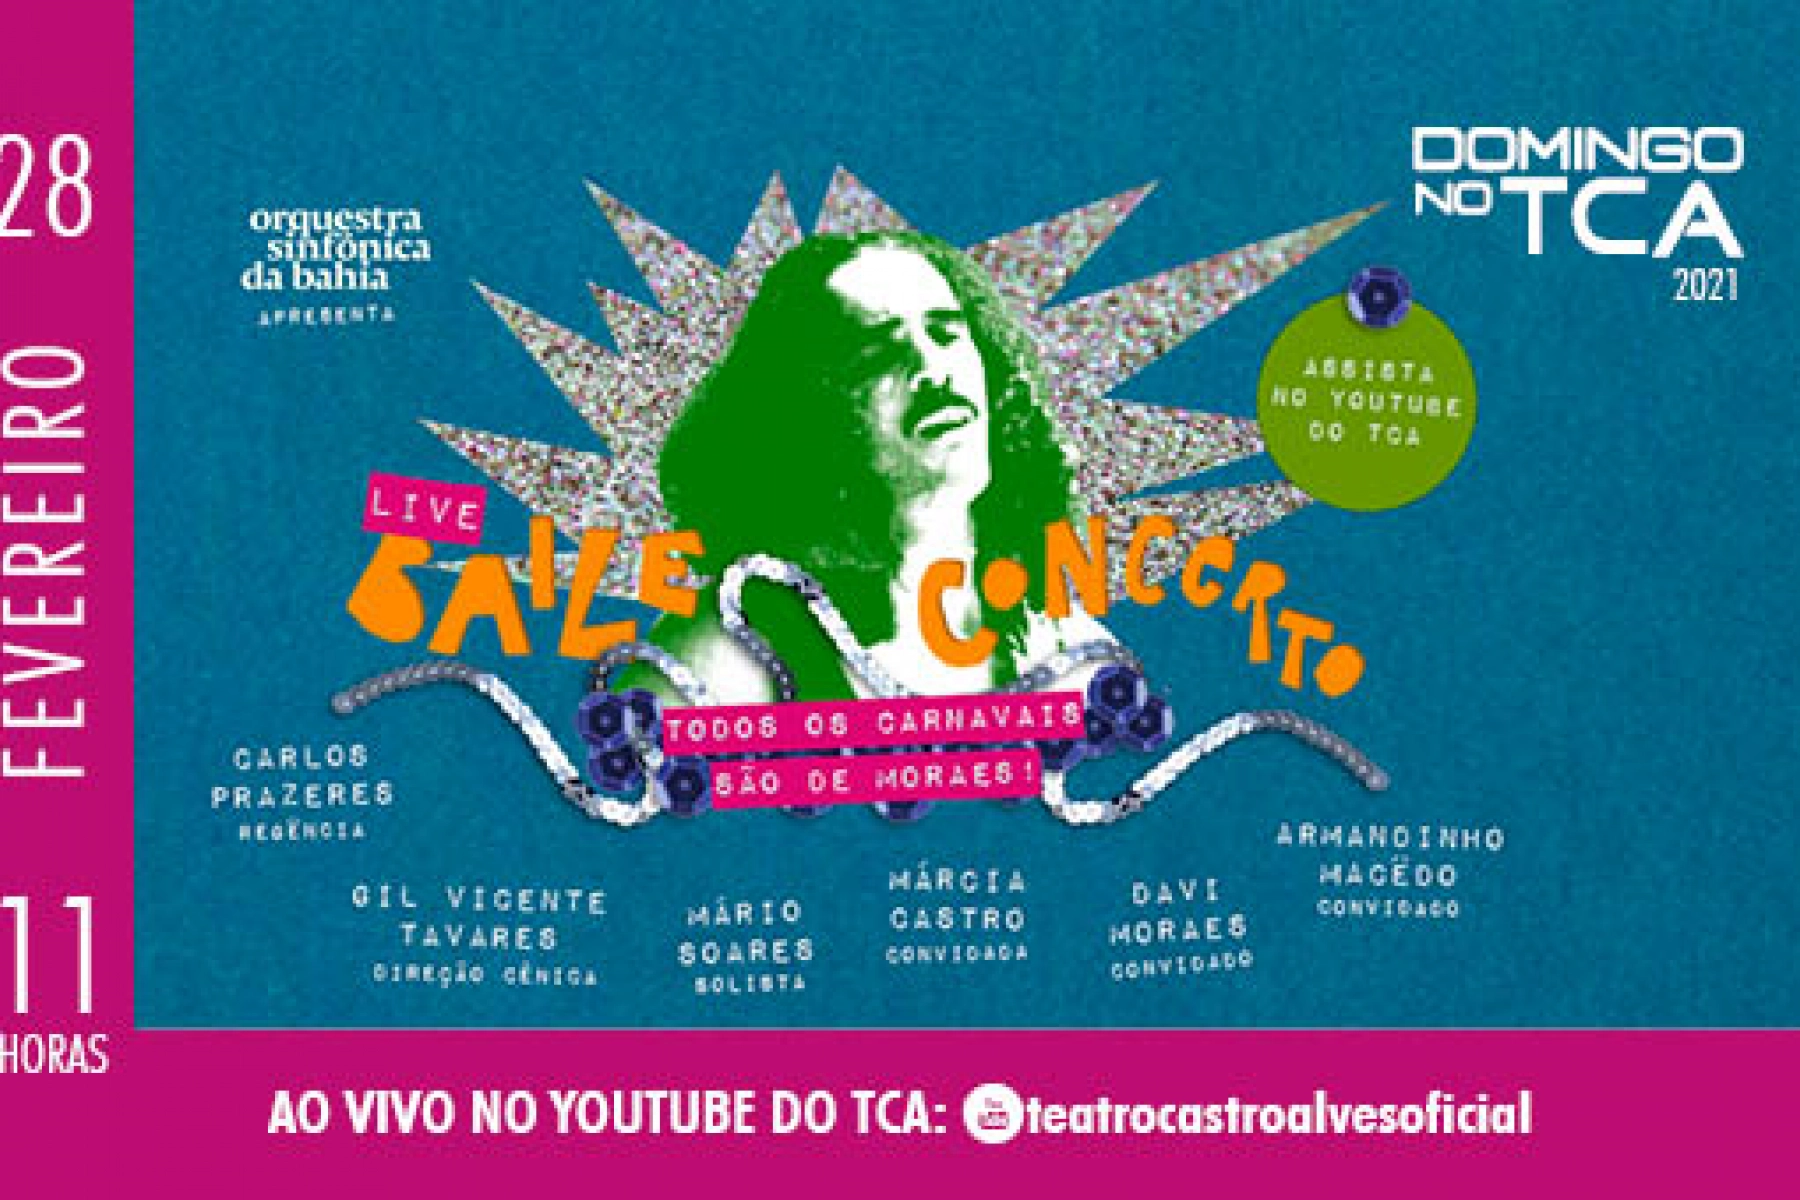 28
FEVEREIRO
11
HORAS
orquestra
sinfônica
da bahia
APRESENTA
DOMINGO
NO TCA
2021
ASSISTA
NO YOUTUBE
DO TCA
LIVE
BAILE CONCERTO
TODOS OS CARNAVAIS
SÃO DE MORAES!
CARLOS
PRAZERES
REGÊNCIA
GIL VICENTE
TAVARES
DIREÇÃO CÊNICA
MÁRIO
SOARES
SOLISTA
MÁRCIA
CASTRO
CONVIDADA
DAVI
MORAES
CONVIDADO
ARMANDINHO
MACÊDO
CONVIDADO
AO VIVO NO YOUTUBE DO TCA: teatrocastroalvesoficial